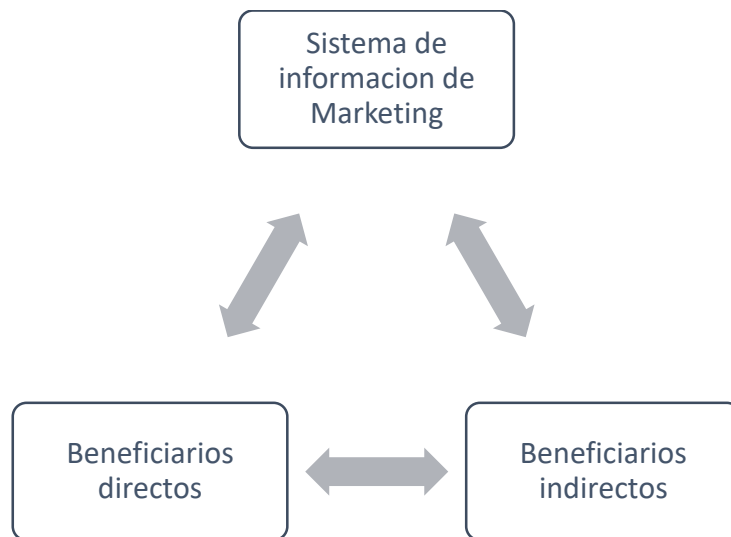 Sistema de
informacion de
Marketing
Beneficiarios
directos
Beneficiarios
indirectos